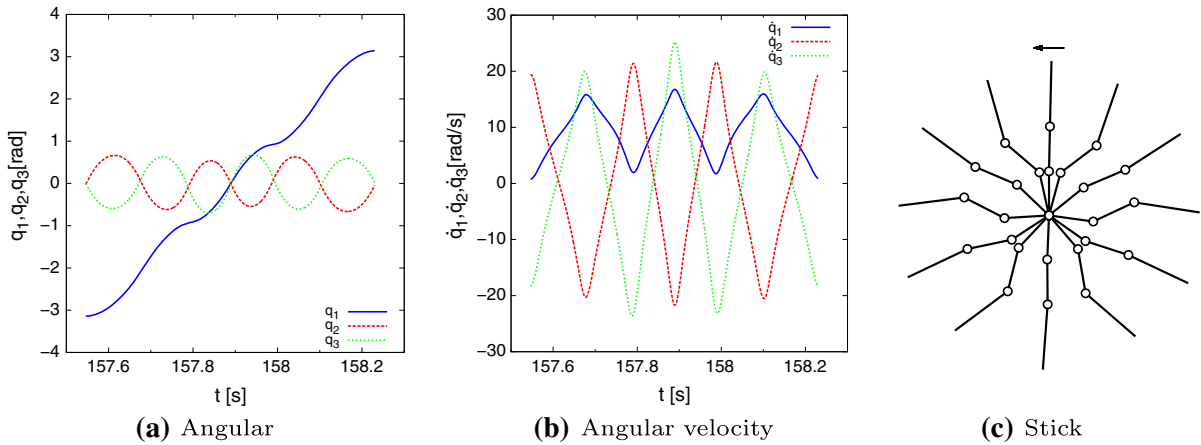 4
3
2
1
0
−1
−2
−3
−4
q₁,q₂,q₃[rad]
q₁
q₂
q₃
157.6 157.8 158 158.2
t [s]
(a) Angular
30
20
10
0
−10
−20
−30
q̇₁,q̇₂,q̇₃[rad/s]
q̇₁
q̇₂
q̇₃
157.6 157.8 158 158.2
t [s]
(b) Angular velocity
(c) Stick